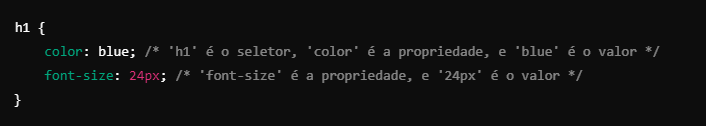 h1 {
    color: blue; /* 'h1' é o seletor, 'color' é a propriedade, e 'blue' é o valor */
    font-size: 24px; /* 'font-size' é a propriedade, e '24px' é o valor */
}